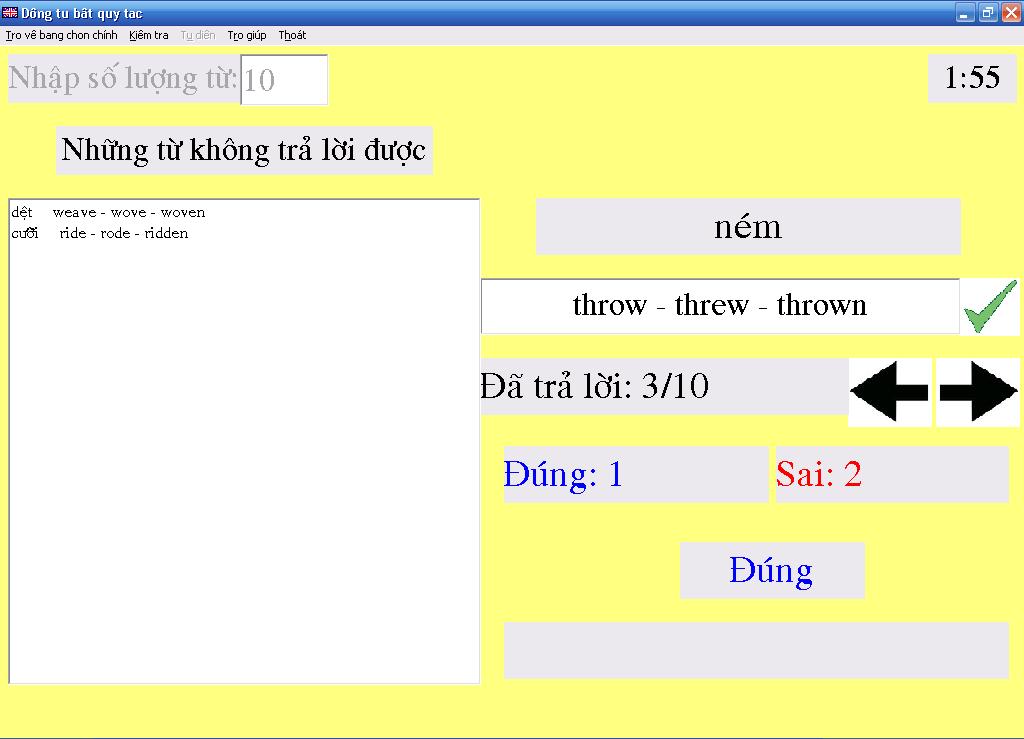 Dông tu bât quy tac
Tro vê bang chon chính Kiêm tra Tu diên Tro giúp Thoát
Nhập số lượng từ: 10
1:55
Những từ không trả lời được
dệt weave - wove - woven
cưỡi ride - rode - ridden
ném
throw - threw - thrown
Đã trả lời: 3/10
Đúng: 1 Sai: 2
Đúng